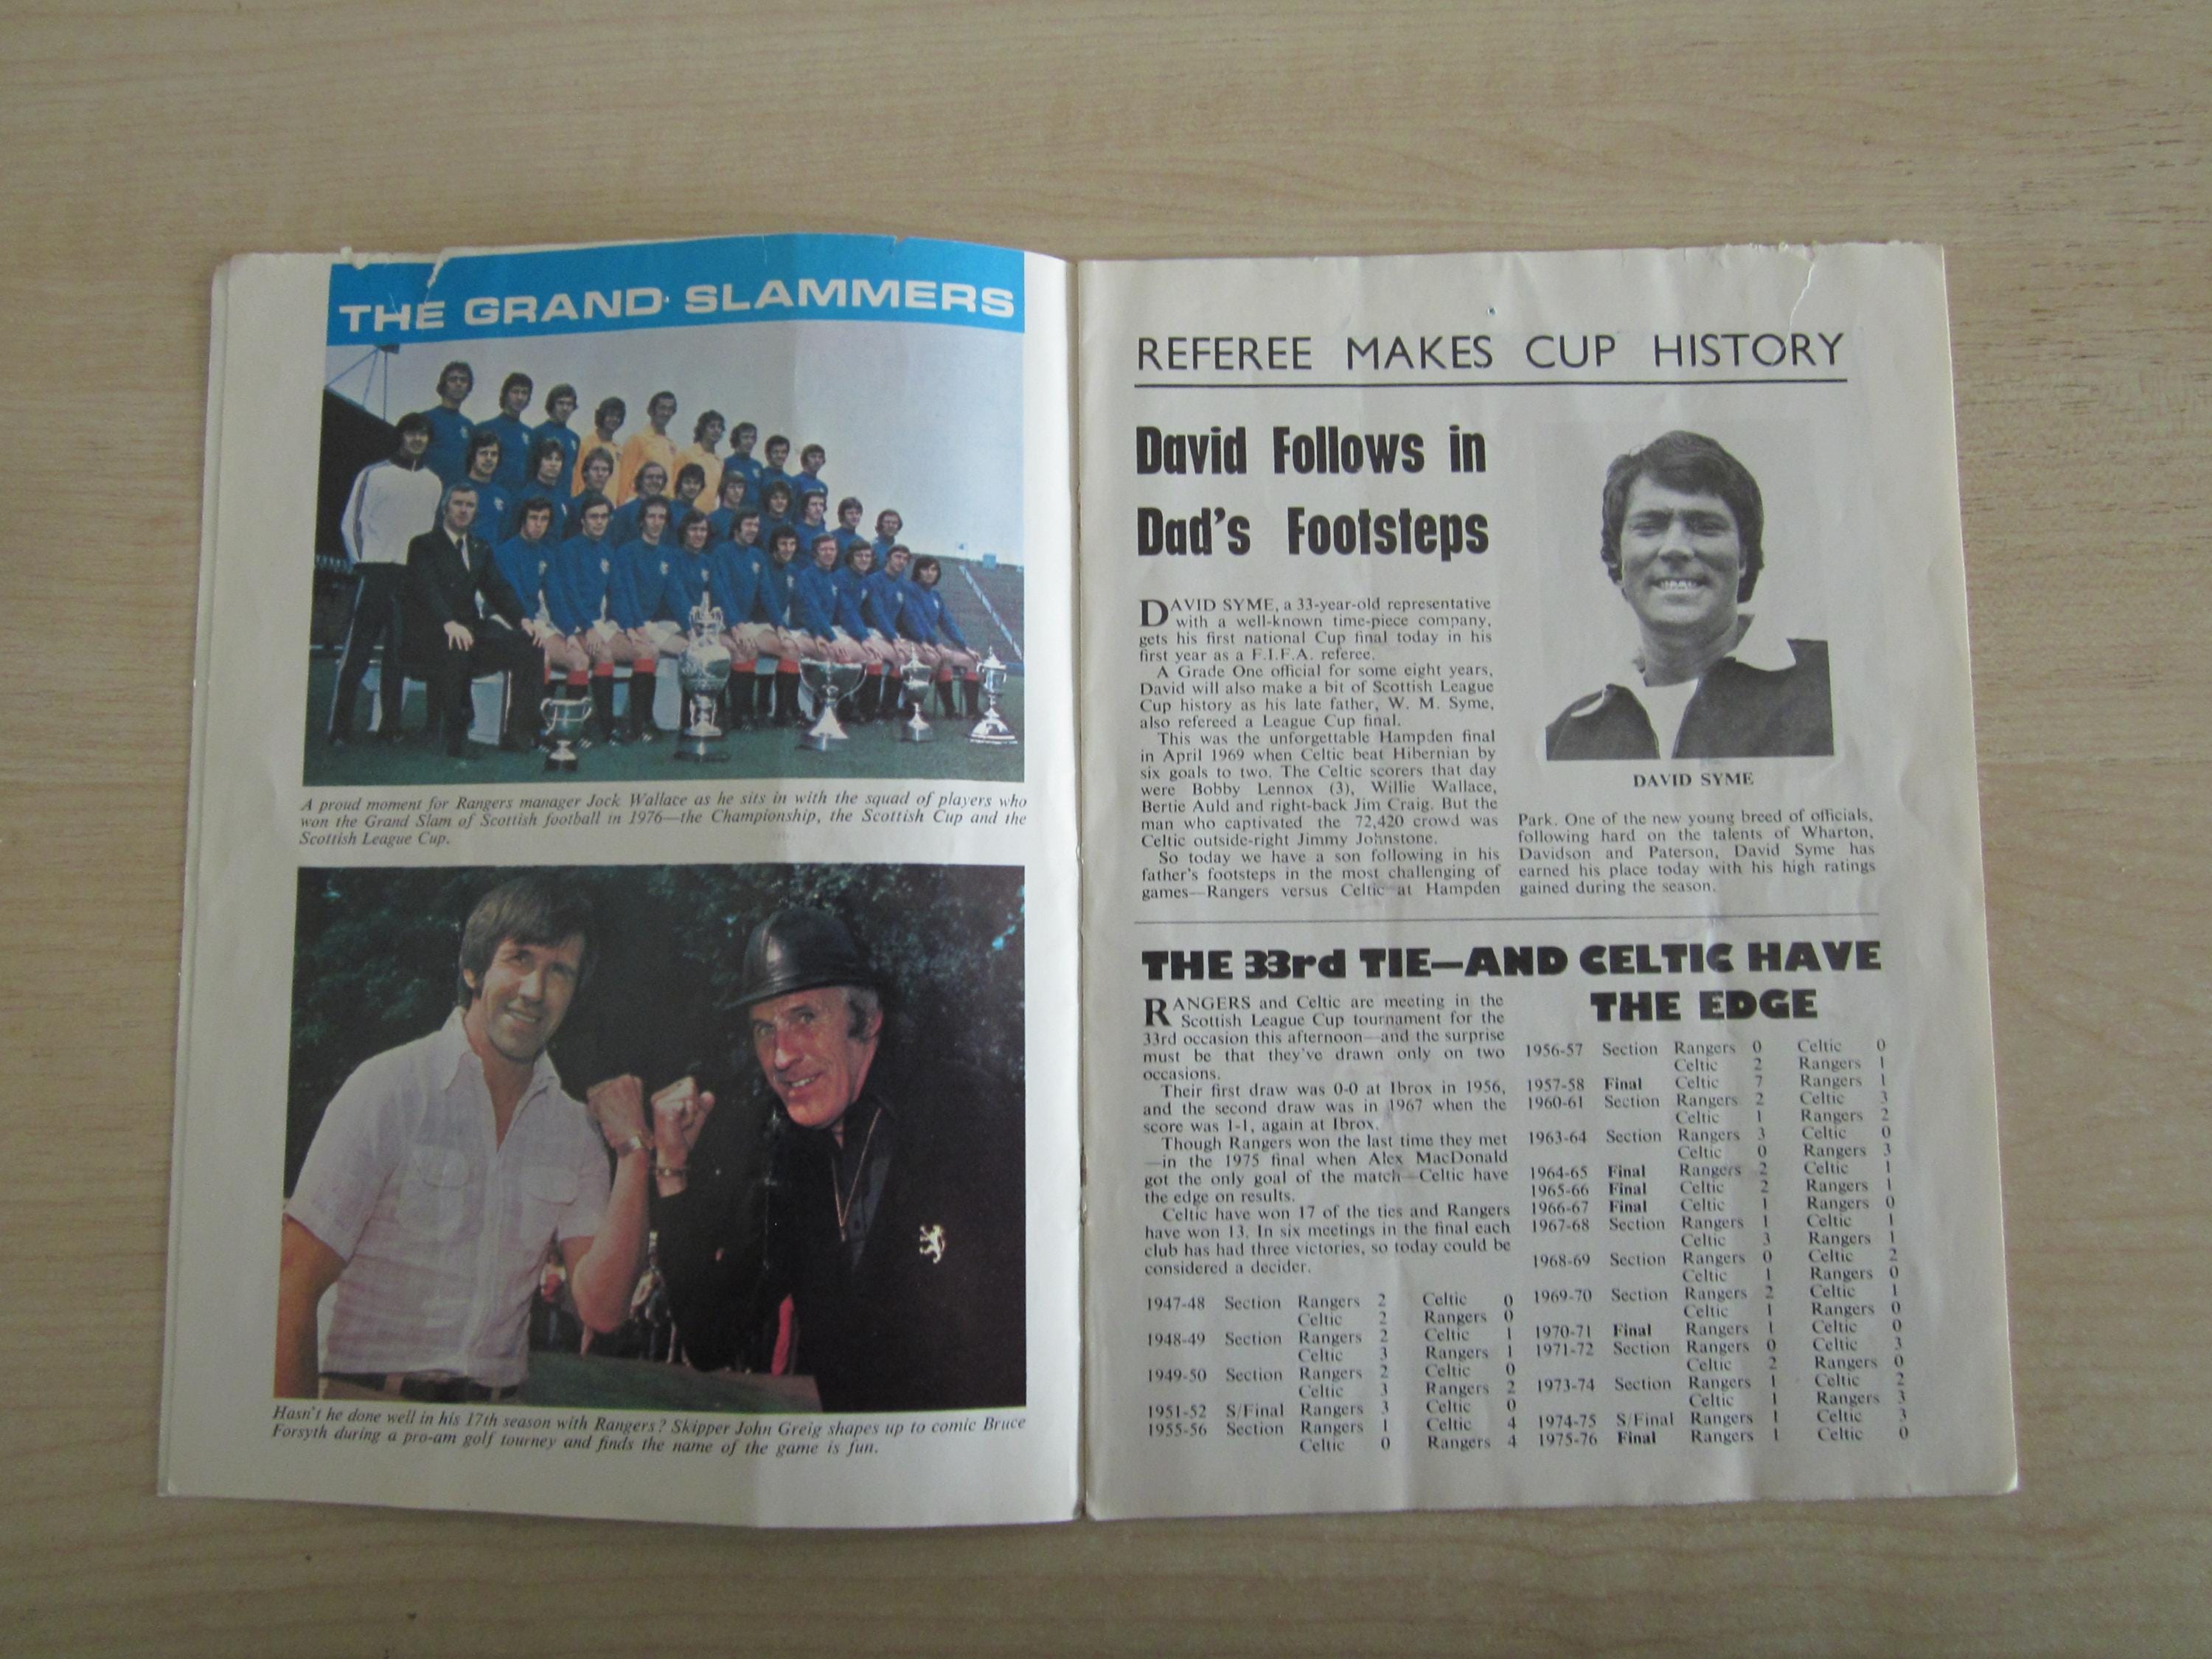 THE GRAND SLAMMERS
A proud moment for Rangers manager Jock Wallace as he sits in with the squad of players who
won the Grand Slam of Scottish football in 1976—the Championship, the Scottish Cup and the
Scottish League Cup.
Hasn't he done well in his 17th season with Rangers? Skipper John Greig shapes up to comic Bruce
Forsyth during a pro-am golf tourney and finds the name of the game is fun.
REFEREE MAKES CUP HISTORY
David Follows in
Dad's Footsteps
DAVID SYME, a 33-year-old representative
with a well-known time-piece company,
gets his first national Cup final today in his
first year as a F.I.F.A. referee.
A Grade One official for some eight years,
David will also make a bit of Scottish League
Cup history as his late father, W. M. Syme,
also refereed a League Cup final.
This was the unforgettable Hampden final
in April 1969 when Celtic beat Hibernian by
six goals to two. The Celtic scorers that day
were Bobby Lennox (3), Willie Wallace,
Bertie Auld and right-back Jim Craig. But the
man who captivated the 72,420 crowd was
Celtic outside-right Jimmy Johnstone.
So today we have a son following in his
father's footsteps in the most challenging of
games—Rangers versus Celtic at Hampden
DAVID SYME
Park. One of the new young breed of officials,
following hard on the talents of Wharton,
Davidson and Paterson, David Syme has
earned his place today with his high ratings
gained during the season.
THE 33rd TIE—AND CELTIC HAVE
THE EDGE
RANGERS and Celtic are meeting in the
Scottish League Cup tournament for the
33rd occasion this afternoon—and the surprise
must be that they've drawn only on two
occasions.
Their first draw was 0-0 at Ibrox in 1956,
and the second draw was in 1967 when the
score was 1-1, again at Ibrox.
Though Rangers won the last time they met
—in the 1975 final when Alex MacDonald
got the only goal of the match—Celtic have
the edge on results.
Celtic have won 17 of the ties and Rangers
have won 13. In six meetings in the final each
club has had three victories, so today could be
considered a decider.
1947-48 Section Rangers 2 Celtic 0
Celtic 2 Rangers 0
1948-49 Section Rangers 2 Celtic 1
Celtic 3 Rangers 1
1949-50 Section Rangers 2 Celtic 0
Celtic 3 Rangers 2
1951-52 S/Final Rangers 3 Celtic 0
1955-56 Section Rangers 1 Celtic 4
Celtic 0 Rangers 4
1956-57 Section Rangers 0 Celtic 0
Celtic 2 Rangers 1
1957-58 Final Celtic 7 Rangers 1
1960-61 Section Rangers 2 Celtic 3
Celtic 1 Rangers 2
1963-64 Section Rangers 3 Celtic 0
Celtic 0 Rangers 3
1964-65 Final Rangers 2 Celtic 1
1965-66 Final Celtic 2 Rangers 1
1966-67 Final Celtic 1 Rangers 0
1967-68 Section Rangers 1 Celtic 1
Celtic 3 Rangers 1
1968-69 Section Rangers 0 Celtic 2
Celtic 1 Rangers 0
1969-70 Section Rangers 2 Celtic 1
Celtic 1 Rangers 0
1970-71 Final Rangers 1 Celtic 0
1971-72 Section Rangers 0 Celtic 3
Celtic 2 Rangers 0
1973-74 Section Rangers 1 Celtic 2
Celtic 1 Rangers 3
1974-75 S/Final Rangers 1 Celtic 3
1975-76 Final Rangers 1 Celtic 0